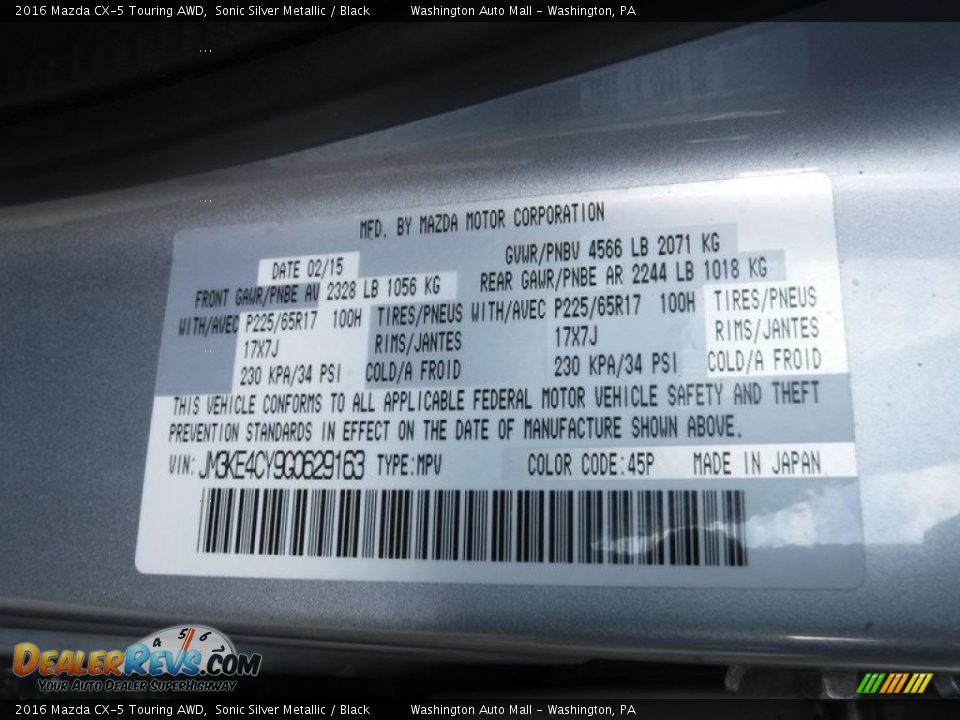 2016 Mazda CX-5 Touring AWD, Sonic Silver Metallic / Black Washington Auto Mall - Washington, PA
MFD. BY MAZDA MOTOR CORPORATION
DATE 02/15 GVWR/PNBV 4566 LB 2071 KG
FRONT GAWR/PNBE AV 2328 LB 1056 KG REAR GAWR/PNBE AR 2244 LB 1018 KG
WITH/AVEC P225/65R17 100H TIRES/PNEUS WITH/AVEC P225/65R17 100H TIRES/PNEUS
17X7J RIMS/JANTES 17X7J RIMS/JANTES
230 KPA/34 PSI COLD/A FROID 230 KPA/34 PSI COLD/A FROID
THIS VEHICLE CONFORMS TO ALL APPLICABLE FEDERAL MOTOR VEHICLE SAFETY AND THEFT
PREVENTION STANDARDS IN EFFECT ON THE DATE OF MANUFACTURE SHOWN ABOVE.
VIN: JM3KE4CY9G0629163 TYPE:MPV COLOR CODE:45P MADE IN JAPAN
4 5 6
DealerRevs.com
Your Auto Dealer SuperHighway
2016 Mazda CX-5 Touring AWD, Sonic Silver Metallic / Black Washington Auto Mall - Washington, PA